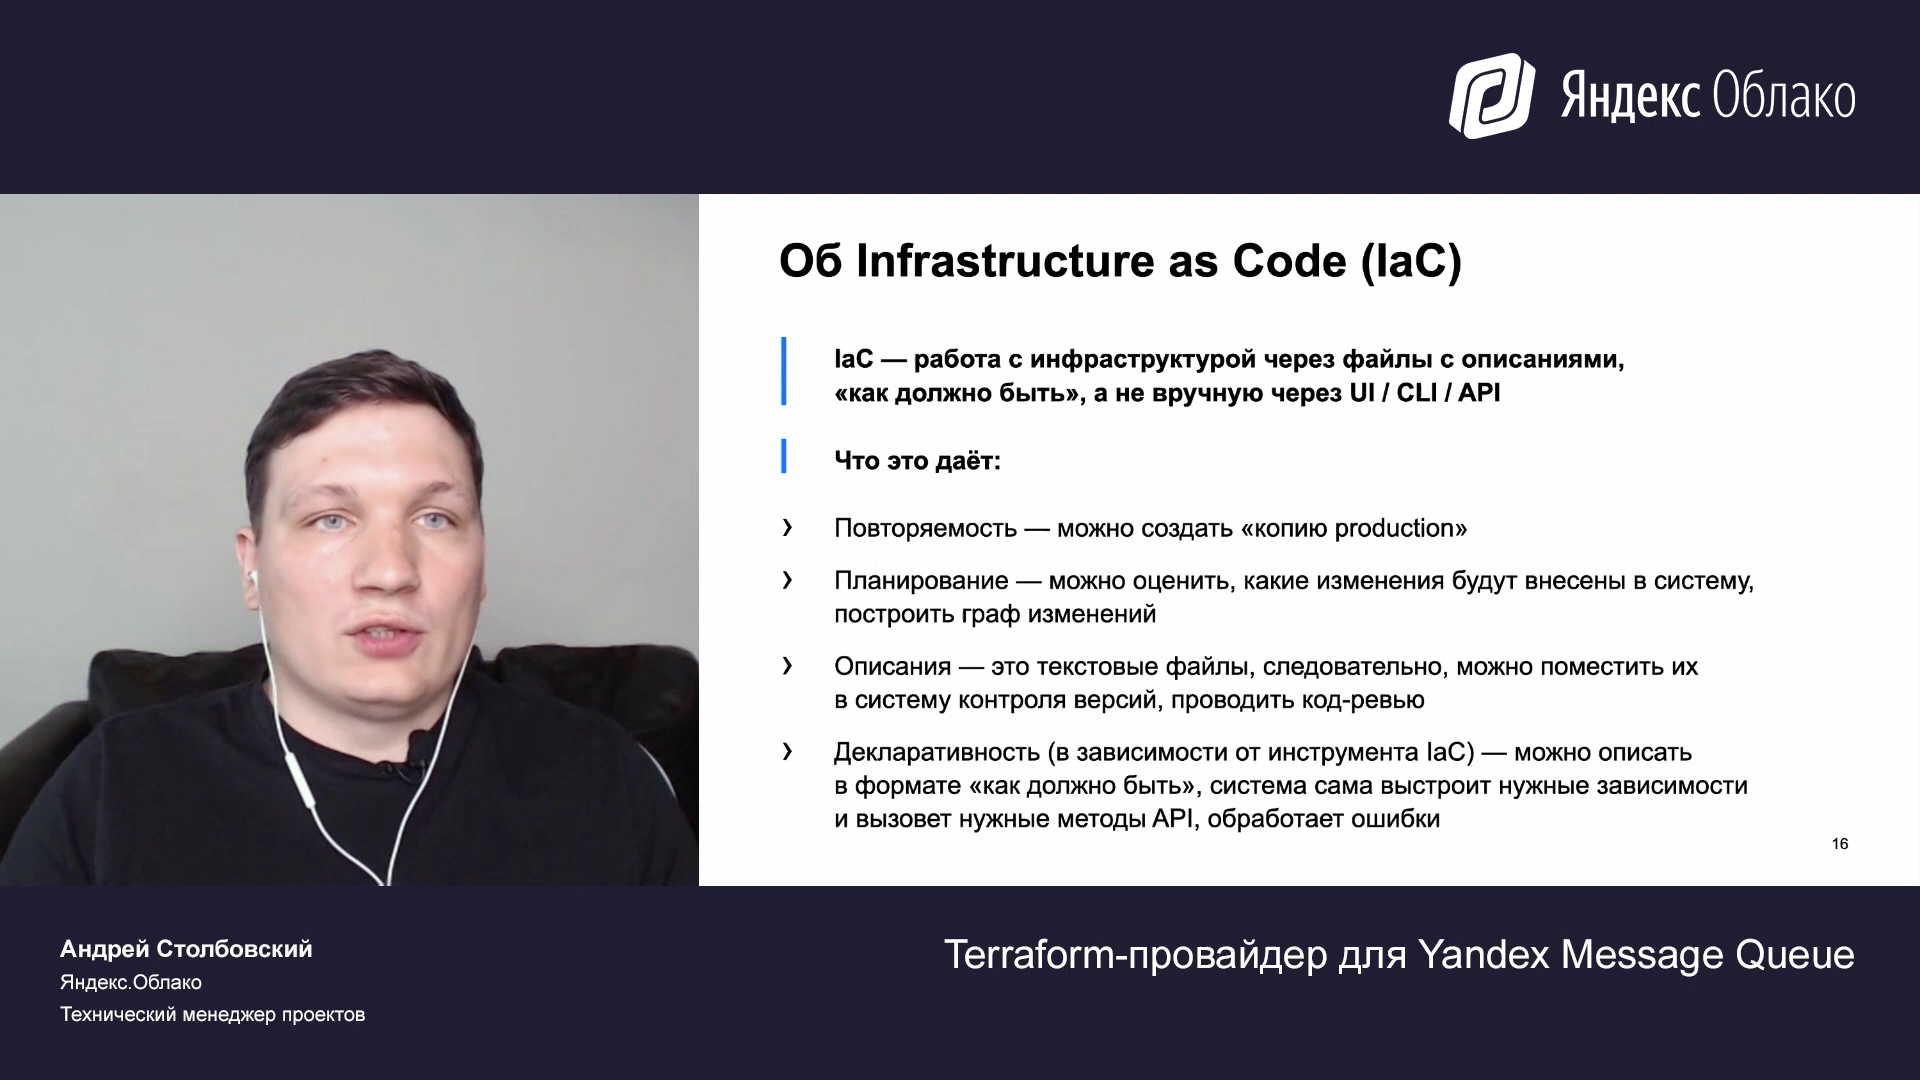 Яндекс Облако
Об Infrastructure as Code (IaC)
IaC — работа с инфраструктурой через файлы с описаниями,
«как должно быть», а не вручную через UI / CLI / API
Что это даёт:
Повторяемость — можно создать «копию production»
Планирование — можно оценить, какие изменения будут внесены в систему,
построить граф изменений
Описания — это текстовые файлы, следовательно, можно поместить их
в систему контроля версий, проводить код-ревью
Декларативность (в зависимости от инструмента IaC) — можно описать
в формате «как должно быть», система сама выстроит нужные зависимости
и вызовет нужные методы API, обработает ошибки
16
Андрей Столбовский
Яндекс.Облако
Технический менеджер проектов
Terraform-провайдер для Yandex Message Queue